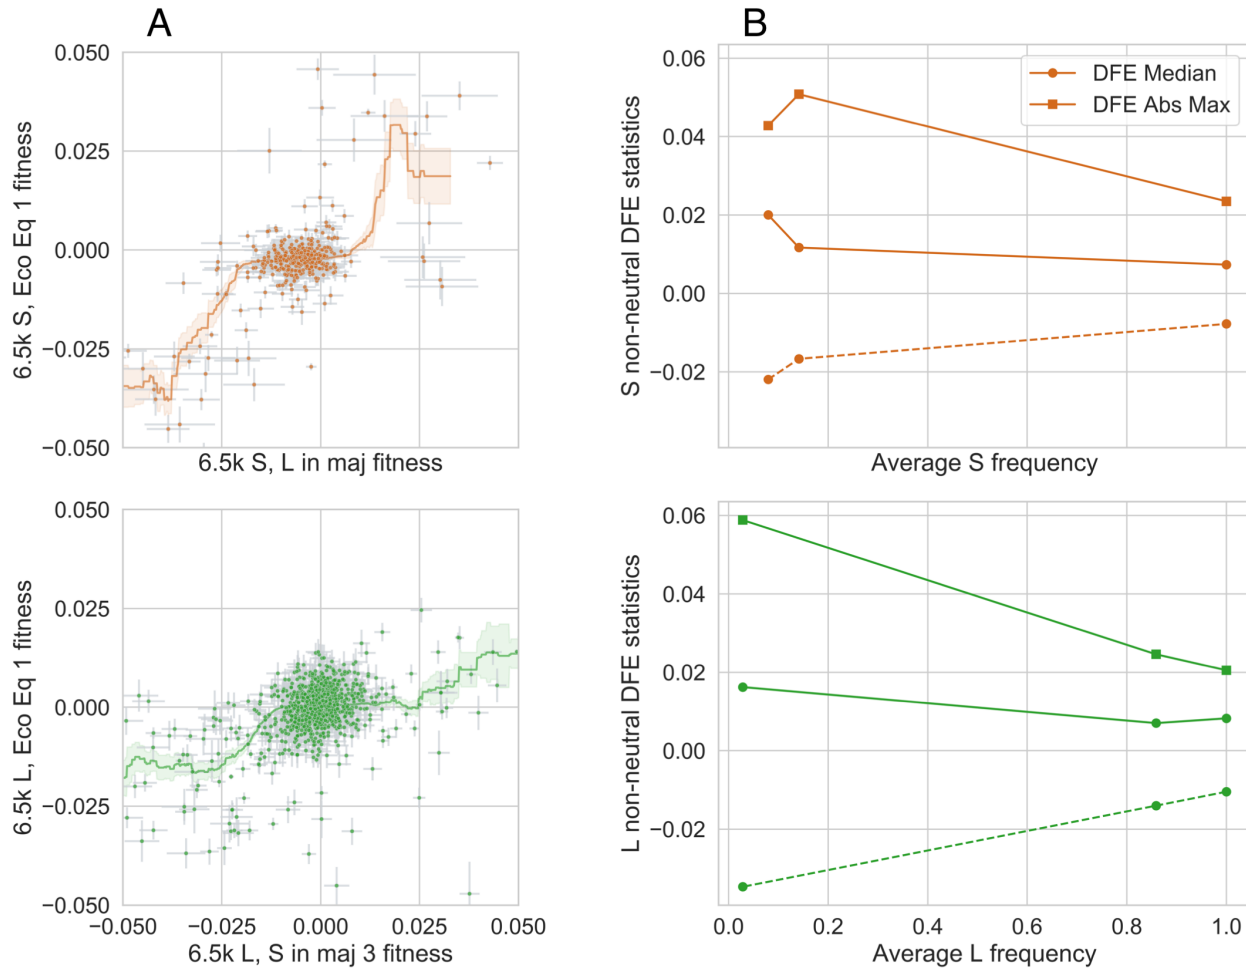 A
0.050
0.025
0.000
−0.025
−0.050
6.5k S, Eco Eq 1 fitness
6.5k S, L in maj fitness
B
0.06
0.04
0.02
0.00
−0.02
S non-neutral DFE statistics
DFE Median
DFE Abs Max
Average S frequency
0.050
0.025
0.000
−0.025
−0.050
6.5k L, Eco Eq 1 fitness
−0.050
−0.025
0.000
0.025
0.050
6.5k L, S in maj 3 fitness
0.06
0.04
0.02
0.00
−0.02
L non-neutral DFE statistics
0.0
0.2
0.4
0.6
0.8
1.0
Average L frequency